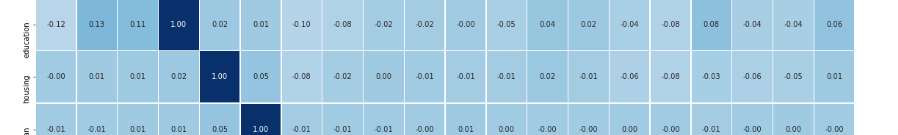 education -0.12 0.13 0.11 1.00 0.02 0.01 -0.10 -0.08 -0.02 -0.02 -0.00 -0.05 0.04 0.02 -0.04 -0.08 0.08 -0.04 -0.04 0.06
housing -0.00 0.01 0.01 0.02 1.00 0.05 -0.08 -0.02 0.00 -0.01 -0.01 -0.01 0.02 -0.01 -0.06 -0.08 -0.03 -0.06 -0.05 0.01
an -0.01 -0.01 0.01 0.01 0.05 1.00 -0.01 -0.01 -0.01 -0.00 0.01 0.00 -0.00 -0.00 0.00 -0.00 -0.01 -0.00 0.00 -0.00